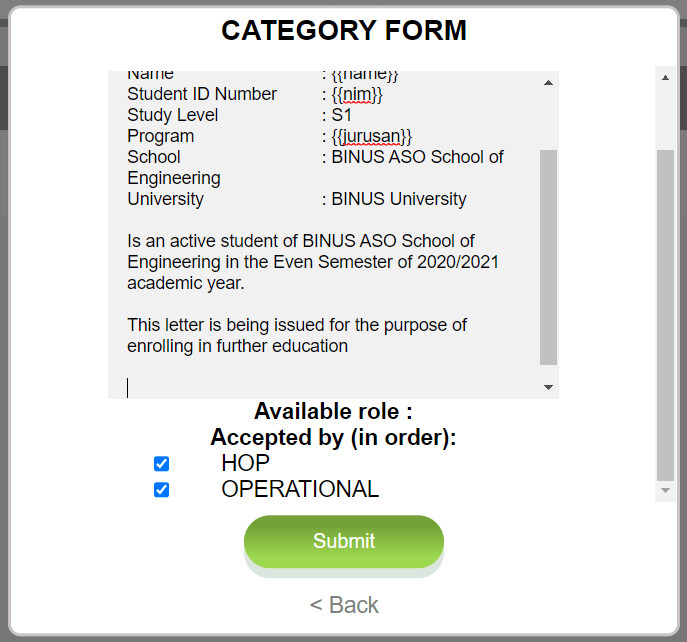 CATEGORY FORM
Name : {{name}}
Student ID Number : {{nim}}
Study Level : S1
Program : {{jurusan}}
School : BINUS ASO School of
Engineering
University : BINUS University
Is an active student of BINUS ASO School of
Engineering in the Even Semester of 2020/2021
academic year.
This letter is being issued for the purpose of
enrolling in further education
Available role :
Accepted by (in order):
HOP
OPERATIONAL
Submit
< Back